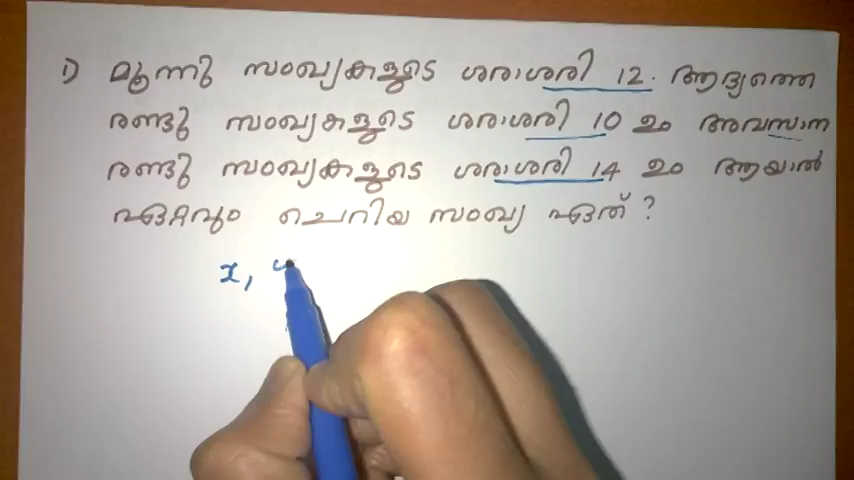 1) മൂന്നു സംഖ്യകളുടെ ശരാശരി 12. ആദ്യത്തെ
രണ്ടു സംഖ്യകളുടെ ശരാശരി 10 ഉം അവസാന
രണ്ടു സംഖ്യകളുടെ ശരാശരി 14 ഉം ആയാൽ
ഏറ്റവും ചെറിയ സംഖ്യ ഏത് ?
x,